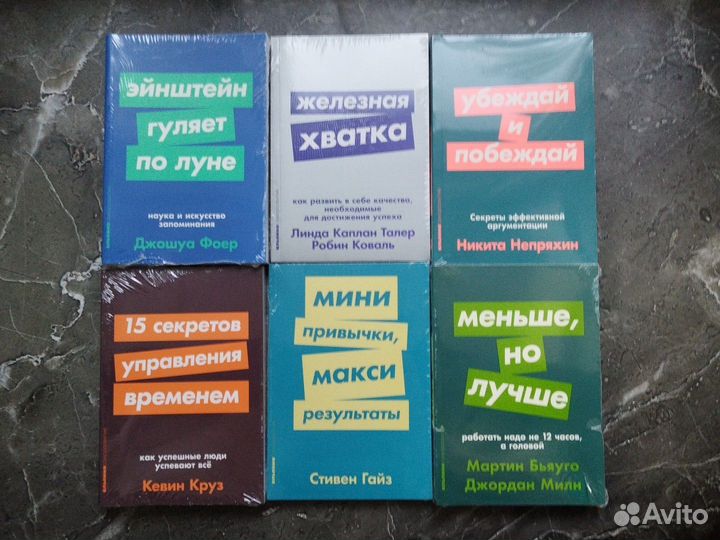 эйнштейн
гуляет
по луне
наука и искусство
запоминания
Джошуа Фоер
железная
хватка
как развить в себе качества,
необходимые
для достижения успеха
Линда Каплан Талер
Робин Коваль
убеждай
и
побеждай
Секреты эффективной
аргументации
Никита Непряхин
15 секретов
управления
временем
как успешные люди
успевают всё
Кевин Круз
мини
привычки,
макси
результаты
Стивен Гайз
меньше,
но
лучше
работать надо не 12 часов,
а головой
Мартин Бьяуго
Джордан Милн
Avito